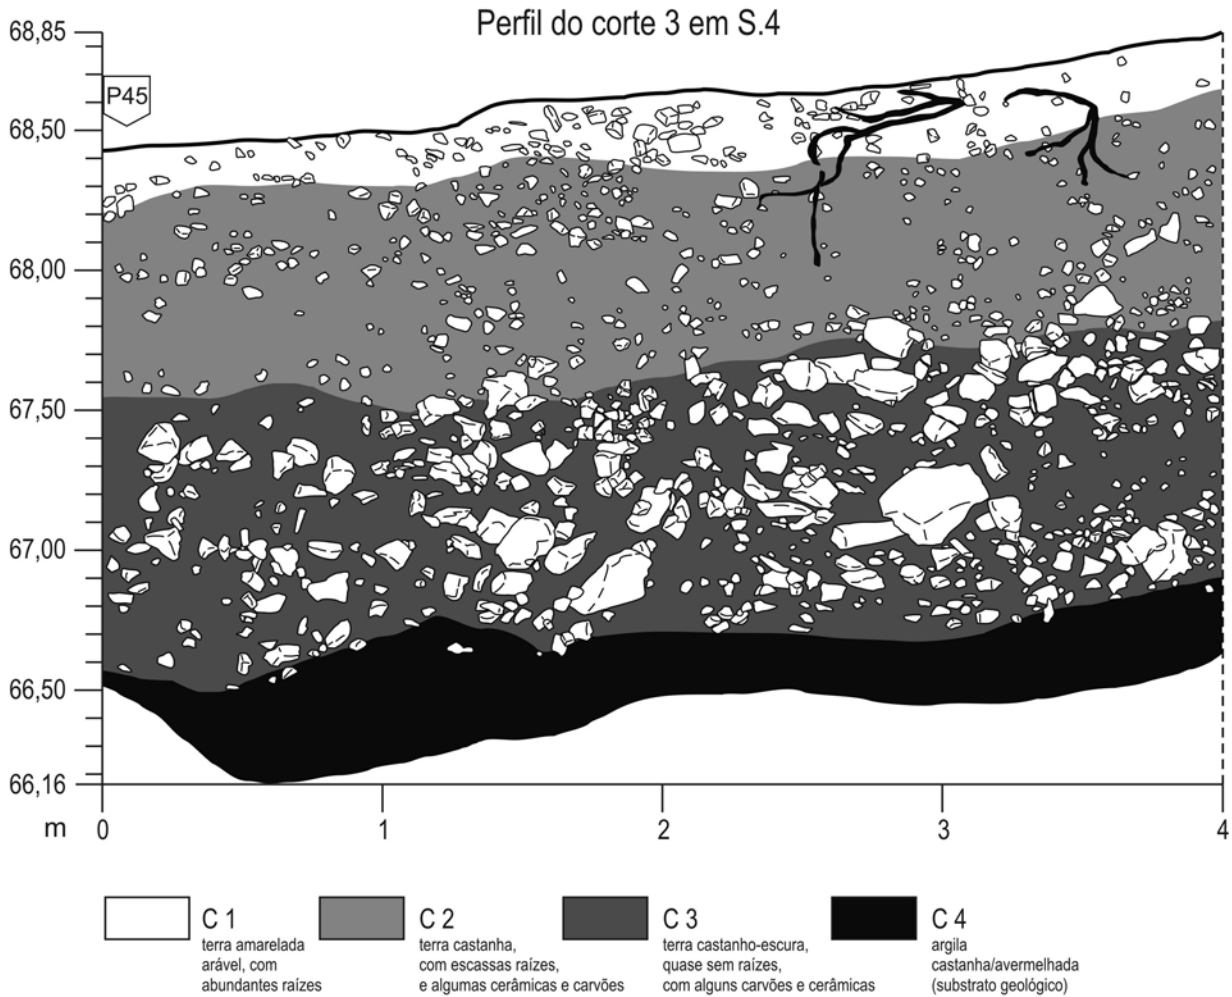 Perfil do corte 3 em S.4
68,85
P45
68,50
68,00
67,50
67,00
66,50
66,16
m 0 1 2 3 4
C 1
terra amarelada
arável, com
abundantes raízes
C 2
terra castanha,
com escassas raízes,
e algumas cerâmicas e carvões
C 3
terra castanho-escura,
quase sem raízes,
com alguns carvões e cerâmicas
C 4
argila
castanha/avermelhada
(substrato geológico)